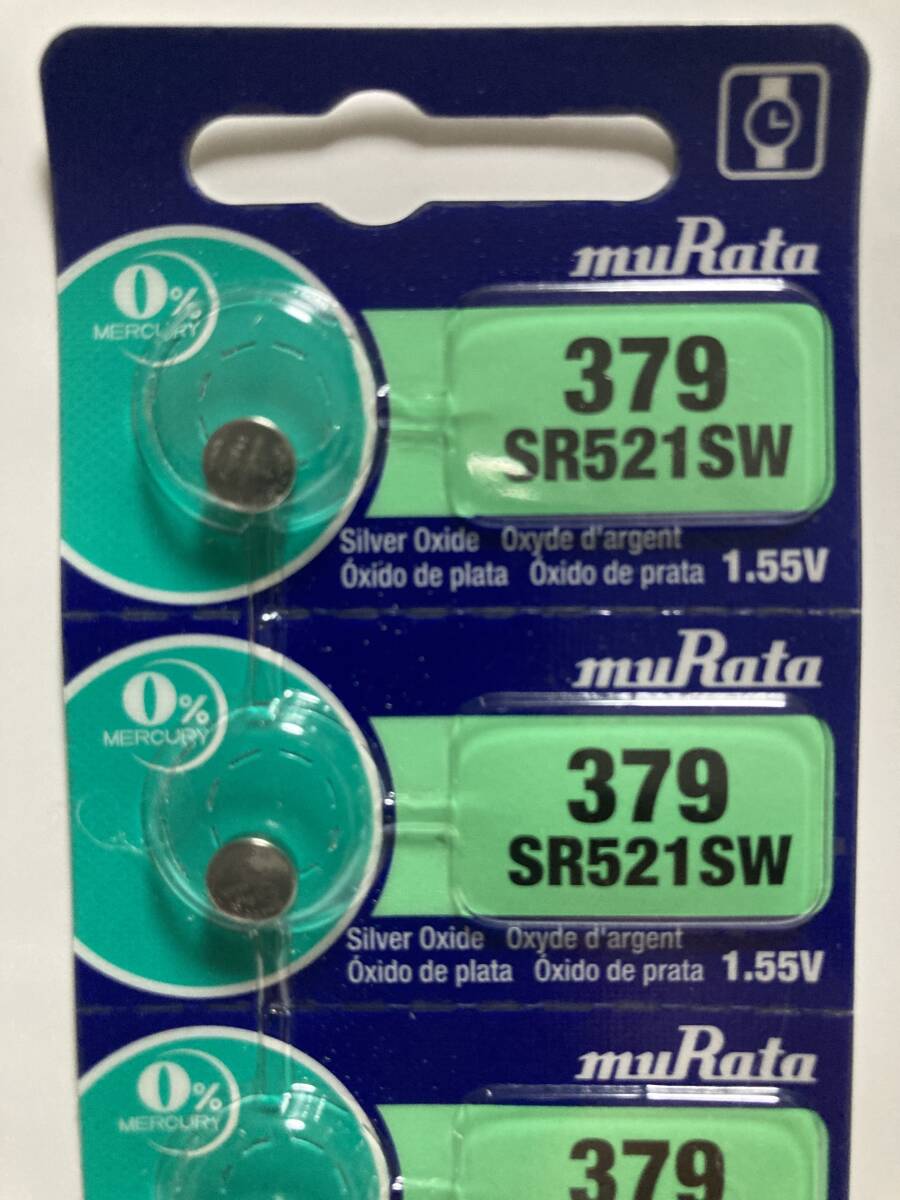 muRata
0%
MERCURY
379
SR521SW
Silver Oxide Oxyde d'argent
Óxido de plata Óxido de prata 1.55V
muRata
0%
MERCURY
379
SR521SW
Silver Oxide Oxyde d'argent
Óxido de plata Óxido de prata 1.55V
muRata
0%
MERCURY
379